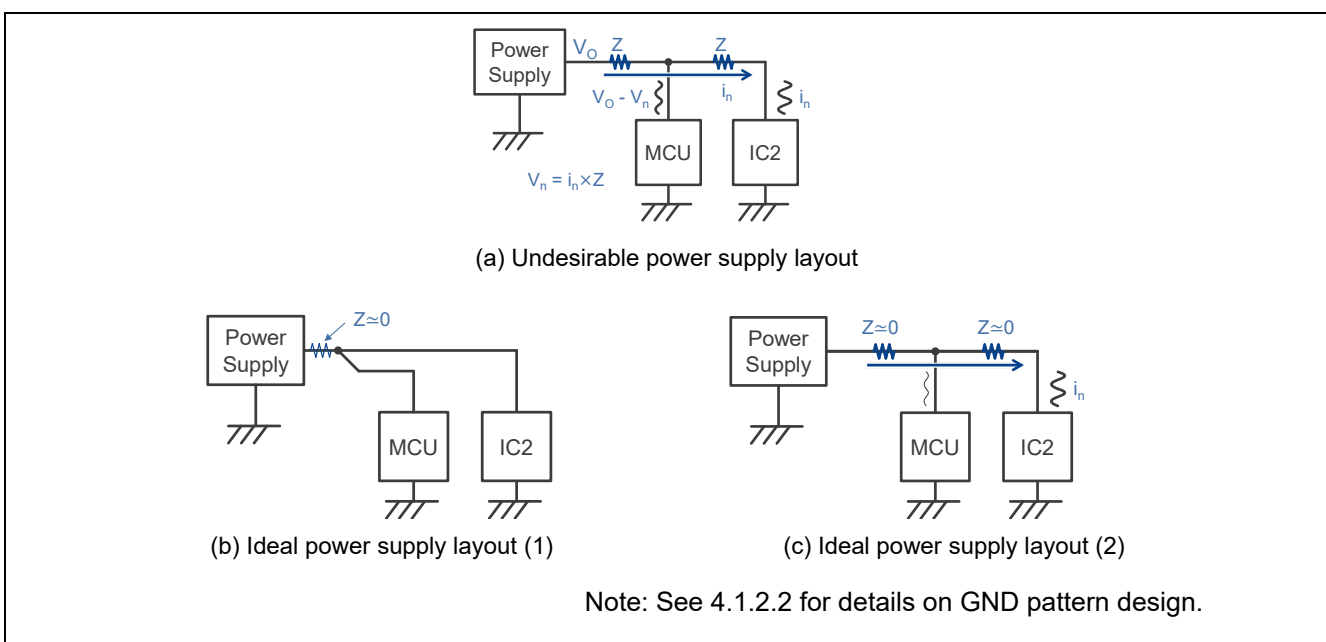 Power
Supply
V_O
Z
Z
V_O - V_n
i_n
i_n
MCU
IC2
V_n = i_n×Z
(a) Undesirable power supply layout
Power
Supply
Z≃0
MCU
IC2
(b) Ideal power supply layout (1)
Power
Supply
Z≃0
Z≃0
i_n
MCU
IC2
(c) Ideal power supply layout (2)
Note: See 4.1.2.2 for details on GND pattern design.